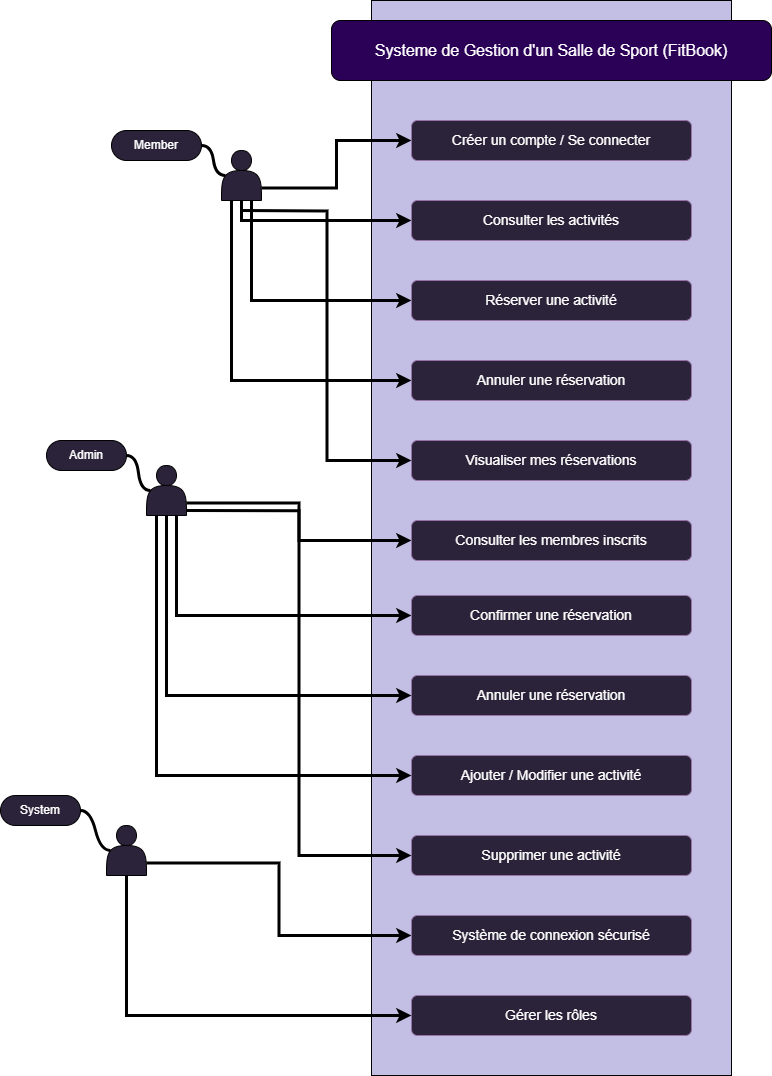 Systeme de Gestion d'un Salle de Sport (FitBook)
Member
Créer un compte / Se connecter
Consulter les activités
Réserver une activité
Annuler une réservation
Visualiser mes réservations
Admin
Consulter les membres inscrits
Confirmer une réservation
Annuler une réservation
Ajouter / Modifier une activité
System
Supprimer une activité
Système de connexion sécurisé
Gérer les rôles